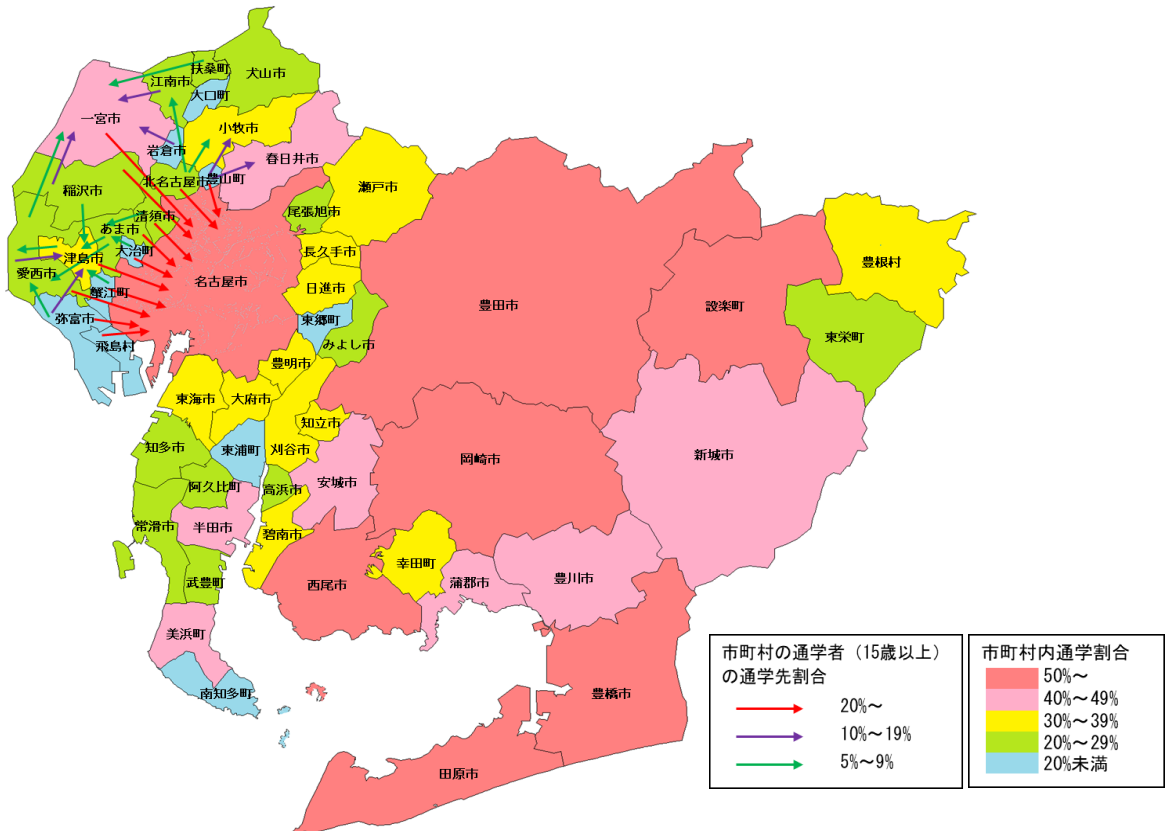 扶桑町
犬山市
江南市
大口町
一宮市
小牧市
岩倉市
春日井市
北名古屋市
豊山町
瀬戸市
稲沢市
尾張旭市
清須市
あま市
豊根村
大治町
長久手市
津島市
愛西市
名古屋市
日進市
蟹江町
豊田市
設楽町
弥富市
東郷町
東栄町
飛島村
みよし市
豊明市
東海市
大府市
知立市
知多市
東浦町
刈谷市
岡崎市
新城市
安城市
阿久比町
高浜市
常滑市
半田市
碧南市
幸田町
豊川市
武豊町
西尾市
蒲郡市
美浜町
南知多町
豊橋市
田原市
市町村の通学者（15歳以上）
の通学先割合
20%～
10%～19%
5%～9%
市町村内通学割合
50%～
40%～49%
30%～39%
20%～29%
20%未満